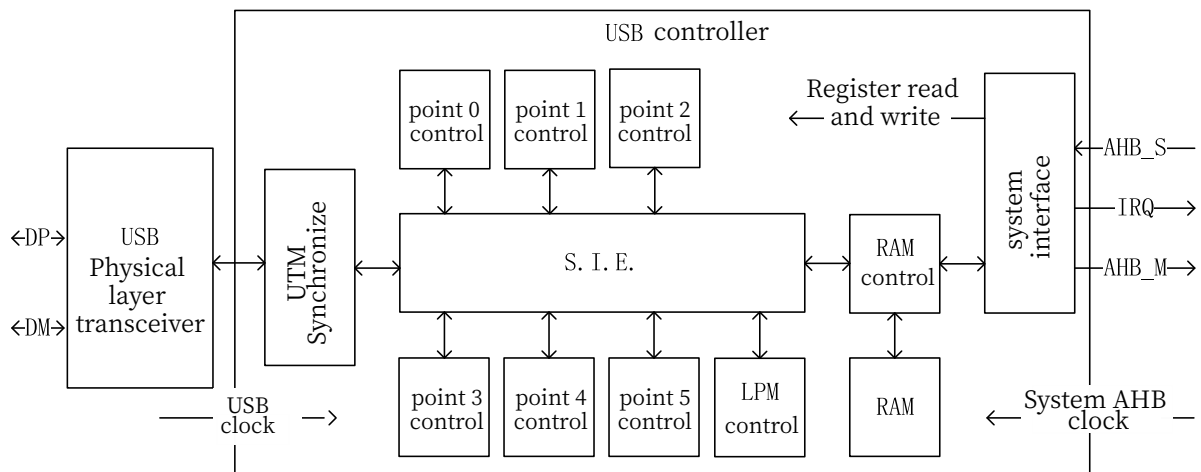 USB controller
point 0
control
point 1
control
point 2
control
Register read
and write
system
interface
AHB_S
IRQ
AHB_M
DP
DM
USB
Physical
layer
transceiver
UTM
Synchronize
S. I. E.
RAM
control
point 3
control
point 4
control
point 5
control
LPM
control
RAM
USB
clock
System AHB
clock